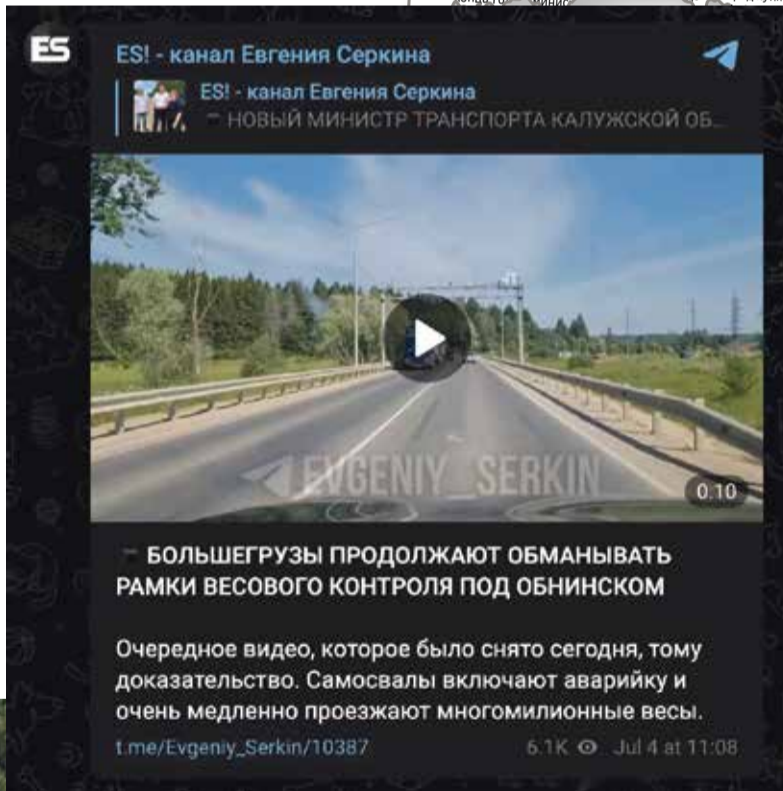 ES
ES! - канал Евгения Серкина
ES! - канал Евгения Серкина
НОВЫЙ МИНИСТР ТРАНСПОРТА КАЛУЖСКОЙ ОБ...
EVGENIY_SERKIN
0:10
БОЛЬШЕГРУЗЫ ПРОДОЛЖАЮТ ОБМАНЫВАТЬ
РАМКИ ВЕСОВОГО КОНТРОЛЯ ПОД ОБНИНСКОМ
Очередное видео, которое было снято сегодня, тому
доказательство. Самосвалы включают аварийку и
очень медленно проезжают многомилионные весы.
t.me/Evgeniy_Serkin/10387
6.1K Jul 4 at 11:08